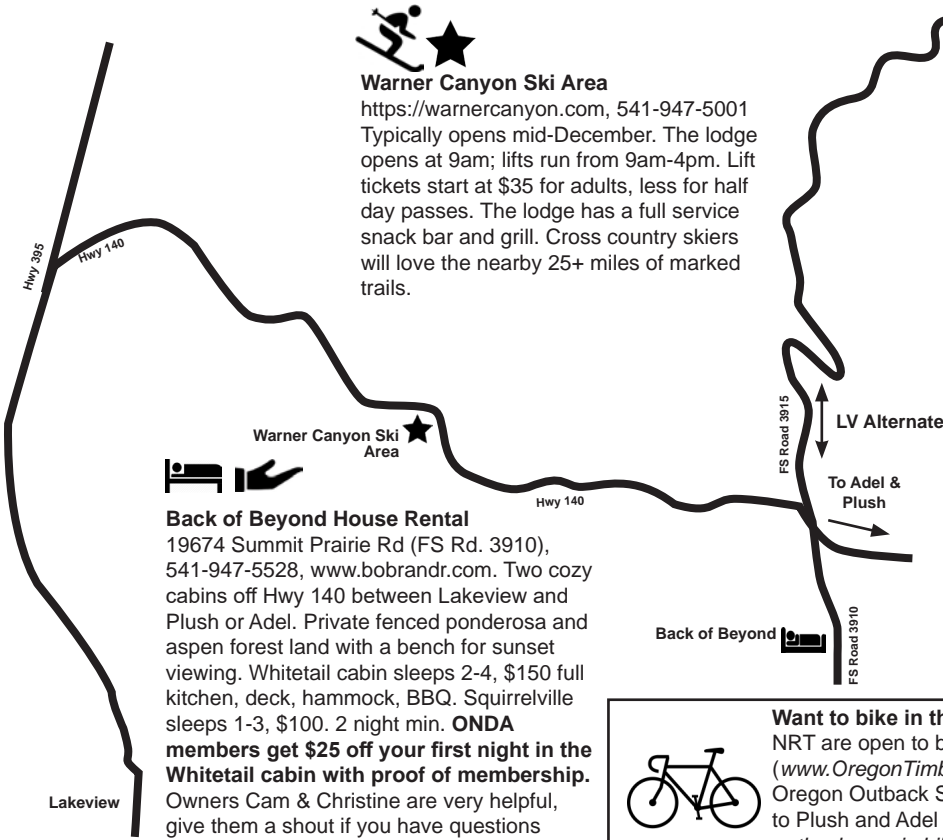 Warner Canyon Ski Area
https://warnercanyon.com, 541-947-5001
Typically opens mid-December. The lodge
opens at 9am; lifts run from 9am-4pm. Lift
tickets start at $35 for adults, less for half
day passes. The lodge has a full service
snack bar and grill. Cross country skiers
will love the nearby 25+ miles of marked
trails.
Hwy 395
Hwy 140
FS Road 3915
LV Alternate
Warner Canyon Ski
Area
To Adel &
Plush
Hwy 140
Back of Beyond House Rental
19674 Summit Prairie Rd (FS Rd. 3910),
541-947-5528, www.bobrandr.com. Two cozy
cabins off Hwy 140 between Lakeview and
Plush or Adel. Private fenced ponderosa and
aspen forest land with a bench for sunset
viewing. Whitetail cabin sleeps 2-4, $150 full
kitchen, deck, hammock, BBQ. Squirrelville
sleeps 1-3, $100. 2 night min. ONDA
members get $25 off your first night in the
Whitetail cabin with proof of membership.
Owners Cam & Christine are very helpful,
give them a shout if you have questions
Back of Beyond
FS Road 3910
Lakeview
Want to bike in
NRT are open to
(www.OregonTimb
Oregon Outback
to Plush and Adel